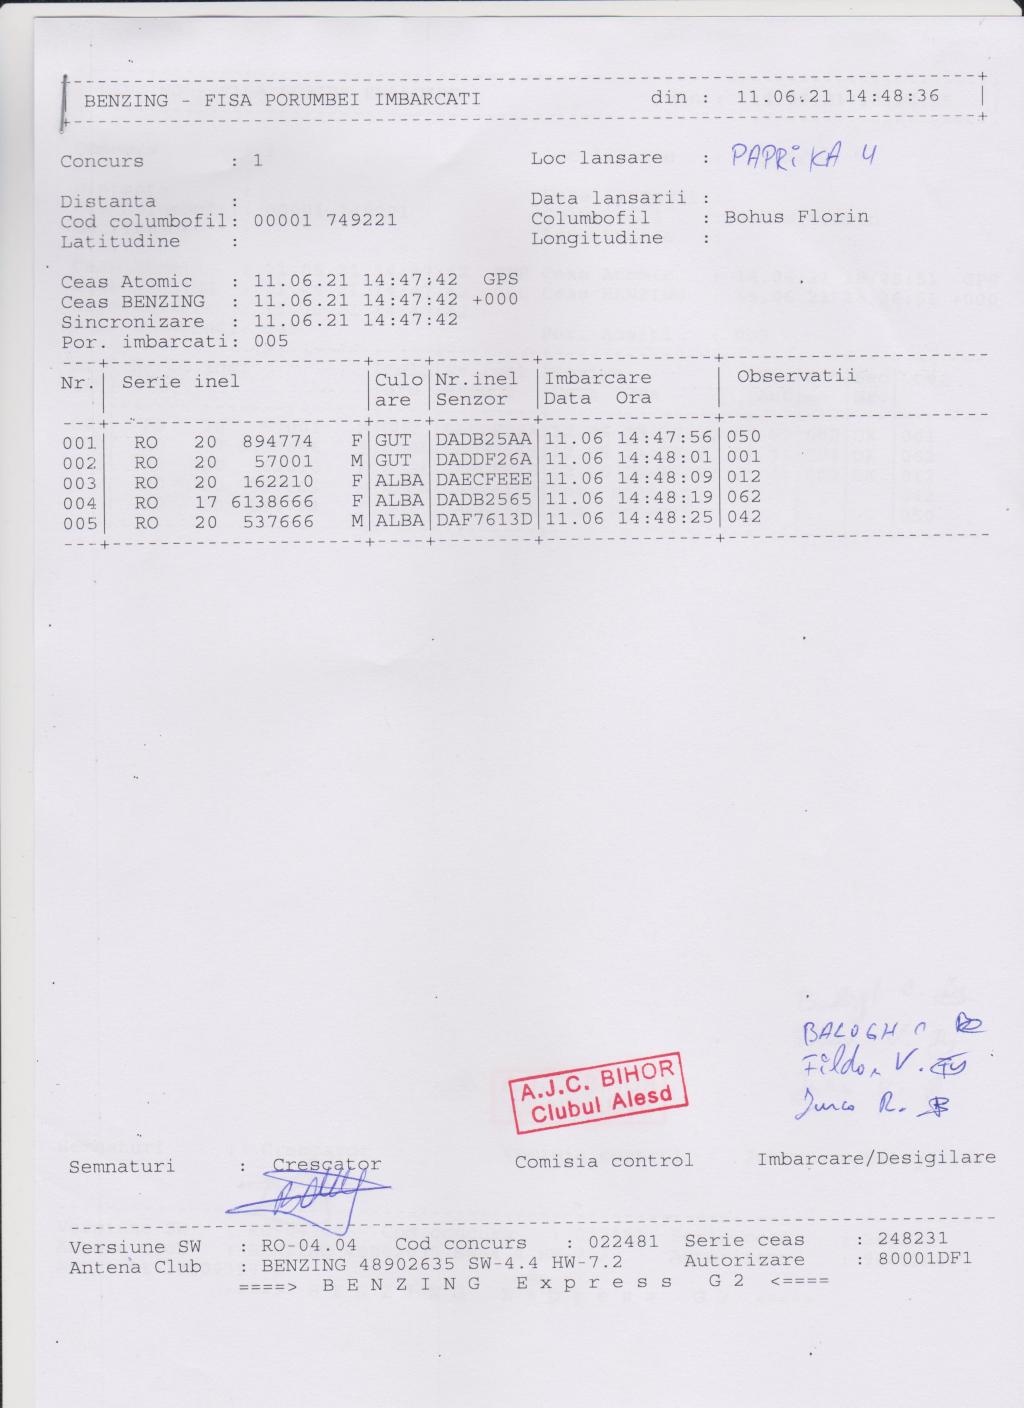 BENZING - FISA PORUMBEI IMBARCATI din : 11.06.21 14:48:36
Concurs : 1 Loc lansare : PAPRIKA 4
Distanta : Data lansarii :
Cod columbofil: 00001 749221 Columbofil : Bohus Florin
Latitudine : Longitudine :
Ceas Atomic : 11.06.21 14:47:42 GPS
Ceas BENZING : 11.06.21 14:47:42 +000
Sincronizare : 11.06.21 14:47:42
Por. imbarcati: 005
Nr. Serie inel Culo Nr.inel Imbarcare Observatii
are Senzor Data Ora
001 RO 20 894774 F GUT DADB25AA 11.06 14:47:56 050
002 RO 20 57001 M GUT DADDF26A 11.06 14:48:01 001
003 RO 20 162210 F ALBA DAECFEEE 11.06 14:48:09 012
004 RO 17 6138666 F ALBA DADB2565 11.06 14:48:19 062
005 RO 20 537666 M ALBA DAF7613D 11.06 14:48:25 042
BALOGH
V.
A.J.C. BIHOR
Clubul Alesd
R.
Semnaturi : Crescator Comisia control Imbarcare/Desigilare
Versiune SW : RO-04.04 Cod concurs : 022481 Serie ceas : 248231
Antena Club : BENZING 48902635 SW-4.4 HW-7.2 Autorizare : 80001DF1
====> B E N Z I N G E x p r e s s G 2 <====